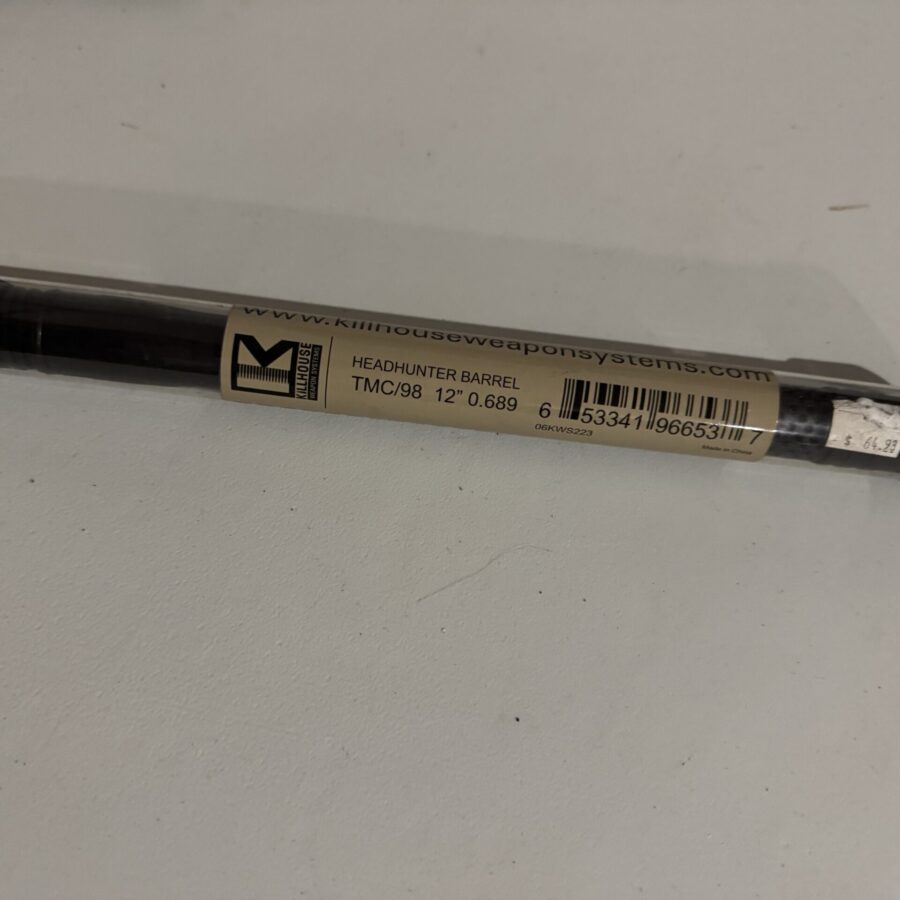 www.killhouseweaponsystems.com
KILLHOUSE
WEAPON SYSTEMS
HEADHUNTER BARREL
TMC/98 12" 0.689
6 53341 96653 7
06KWS223
Made in China
$ 64.99